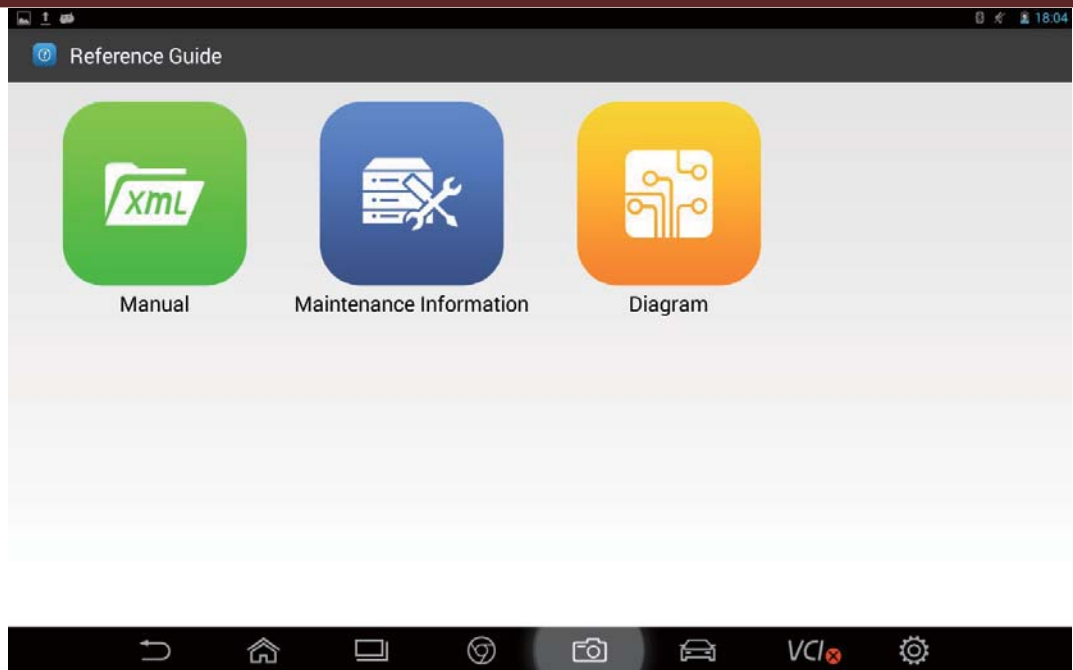 18:04
Reference Guide
xml
Manual
Maintenance Information
Diagram
VCI